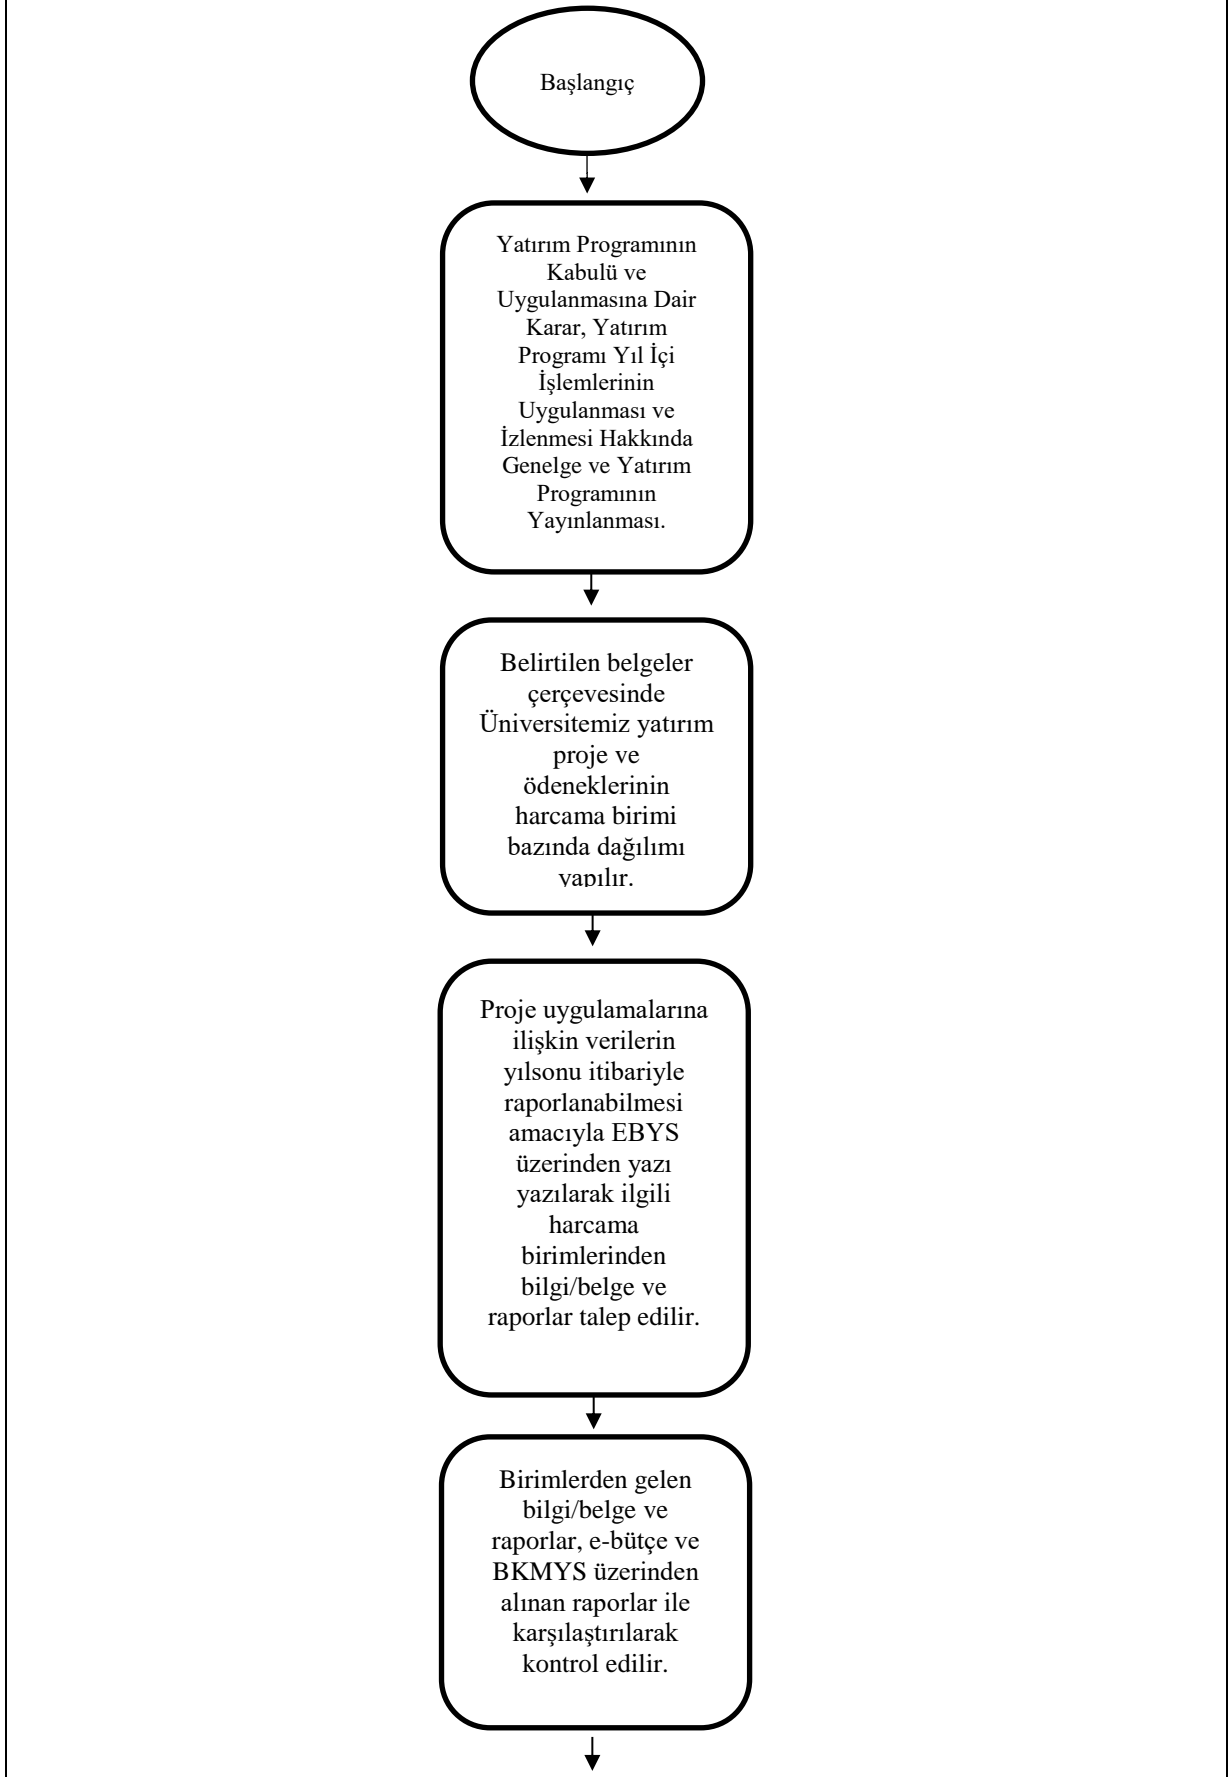 Başlangıç
Yatırım Programının
Kabulü ve
Uygulanmasına Dair
Karar, Yatırım
Programı Yıl İçi
İşlemlerinin
Uygulanması ve
İzlenmesi Hakkında
Genelge ve Yatırım
Programının
Yayınlanması.
Belirtilen belgeler
çerçevesinde
Üniversitemiz yatırım
proje ve
ödeneklerinin
harcama birimi
bazında dağılımı
yapılır.
Proje uygulamalarına
ilişkin verilerin
yılsonu itibariyle
raporlanabilmesi
amacıyla EBYS
üzerinden yazı
yazılarak ilgili
harcama
birimlerinden
bilgi/belge ve
raporlar talep edilir.
Birimlerden gelen
bilgi/belge ve
raporlar, e-bütçe ve
BKMYS üzerinden
alınan raporlar ile
karşılaştırılarak
kontrol edilir.